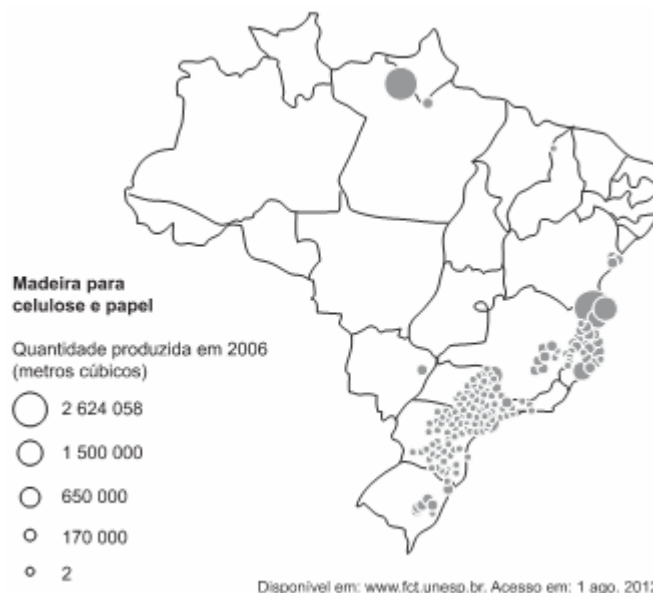 Madeira para
celulose e papel
Quantidade produzida em 2006
(metros cúbicos)
2 624 058
1 500 000
650 000
170 000
2
Disponível em: www.fct.unesp.br. Acesso em: 1 ago. 2012